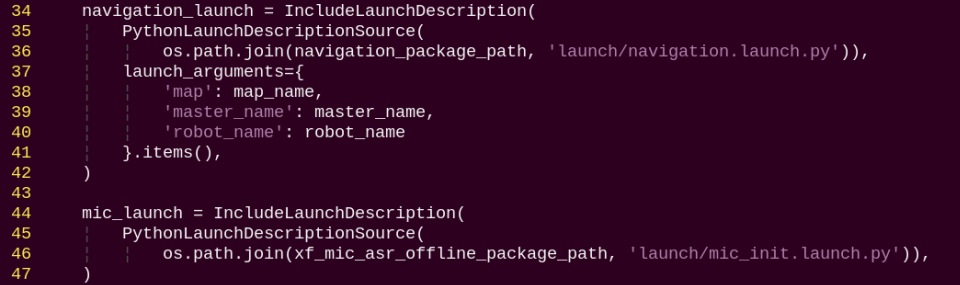 34     navigation_launch = IncludeLaunchDescription(
35         PythonLaunchDescriptionSource(
36             os.path.join(navigation_package_path, 'launch/navigation.launch.py')),
37         launch_arguments={
38             'map': map_name,
39             'master_name': master_name,
40             'robot_name': robot_name
41         }.items(),
42     )
43
44     mic_launch = IncludeLaunchDescription(
45         PythonLaunchDescriptionSource(
46             os.path.join(xf_mic_asr_offline_package_path, 'launch/mic_init.launch.py')),
47     )